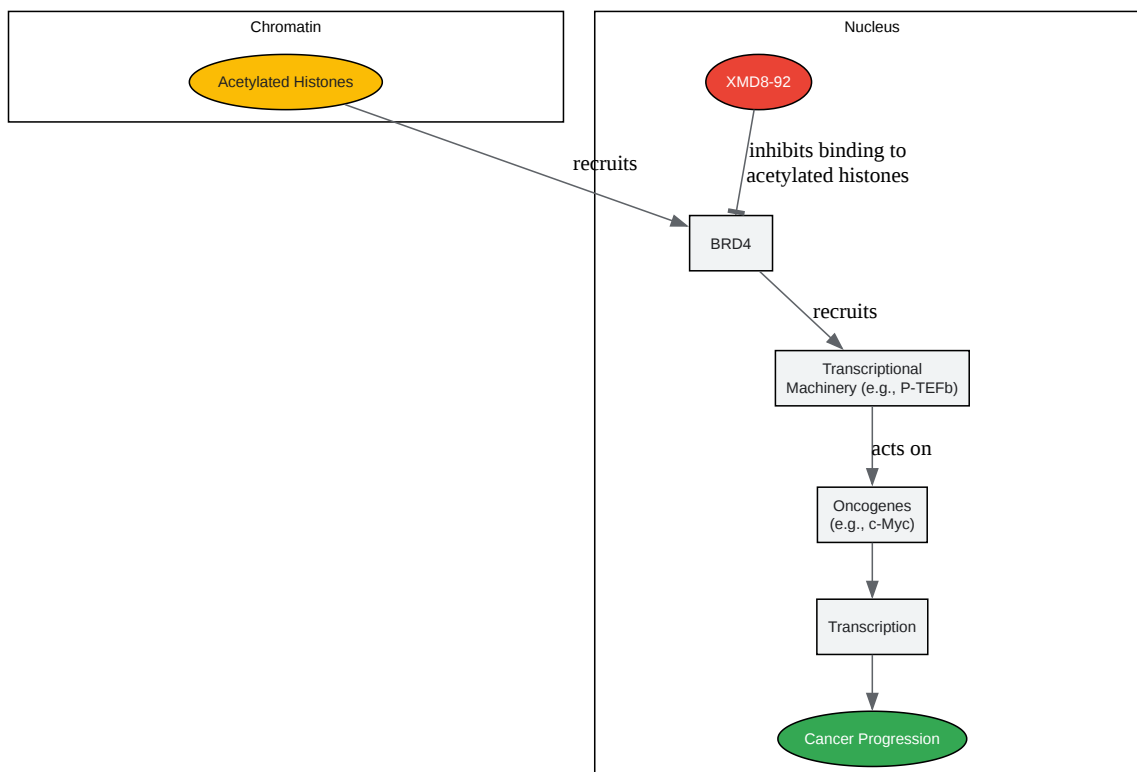 Chromatin
Nucleus
Acetylated Histones
XMD8-92
recruits
inhibits binding to
acetylated histones
BRD4
recruits
Transcriptional
Machinery (e.g., P-TEFb)
acts on
Oncogenes
(e.g., c-Myc)
Transcription
Cancer Progression